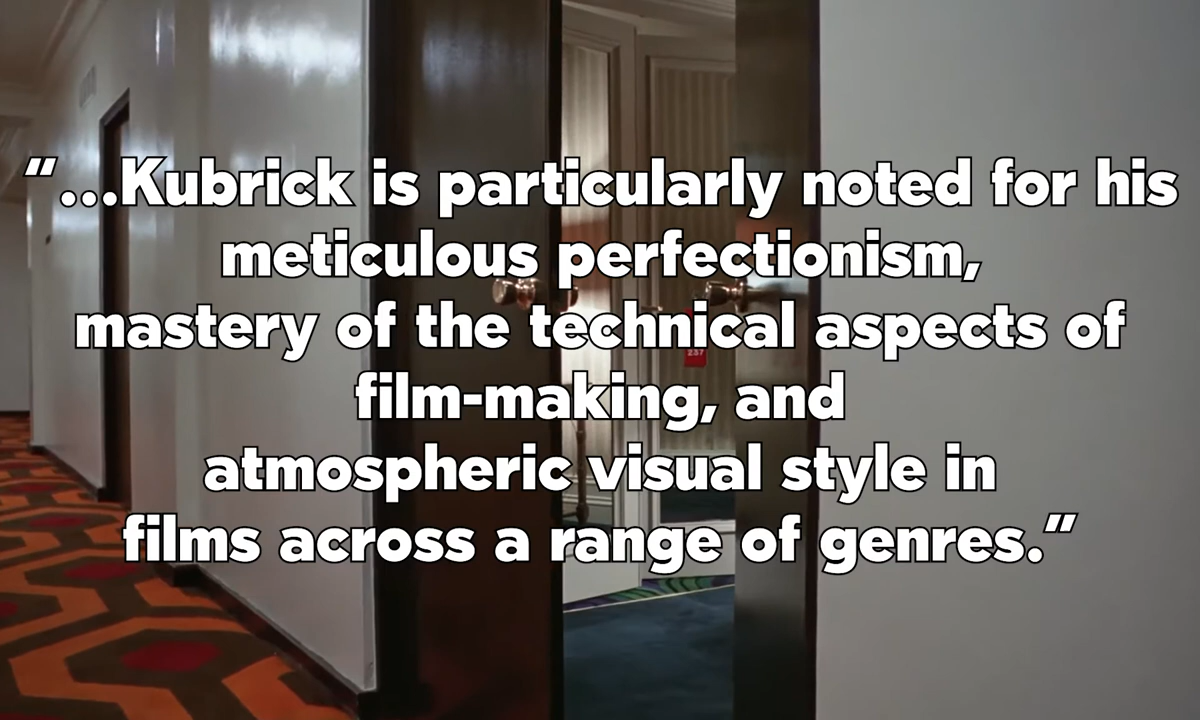 “...Kubrick is particularly noted for his
meticulous perfectionism,
mastery of the technical aspects of
film-making, and
atmospheric visual style in
films across a range of genres.”
237